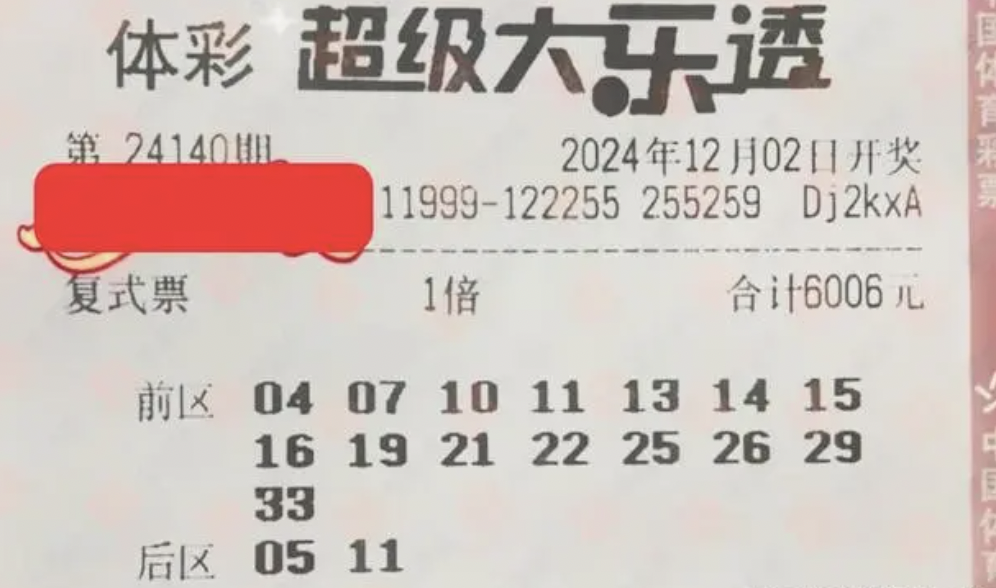 体彩 超级大乐透
第 24140期 2024年12月02日开奖
11999-122255 255259 Dj2kxA
复式票 1倍 合计6006元
前区 04 07 10 11 13 14 15
16 19 21 22 25 26 29
33
后区 05 11
国体育彩票
中国体育